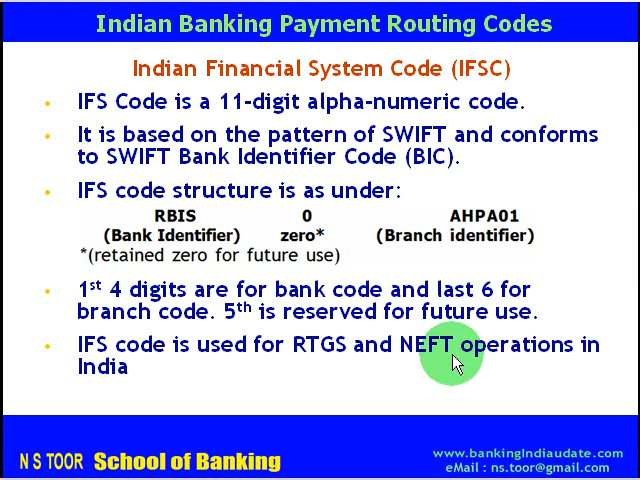 Indian Banking Payment Routing Codes
Indian Financial System Code (IFSC)
• IFS Code is a 11-digit alpha-numeric code.
• It is based on the pattern of SWIFT and conforms
to SWIFT Bank Identifier Code (BIC).
• IFS code structure is as under:
RBIS 0 AHPA01
(Bank Identifier) zero* (Branch identifier)
*(retained zero for future use)
• 1st 4 digits are for bank code and last 6 for
branch code. 5th is reserved for future use.
• IFS code is used for RTGS and NEFT operations in
India
N S TOOR School of Banking
www.bankingIndiaudate.com
eMail : ns.toor@gmail.com